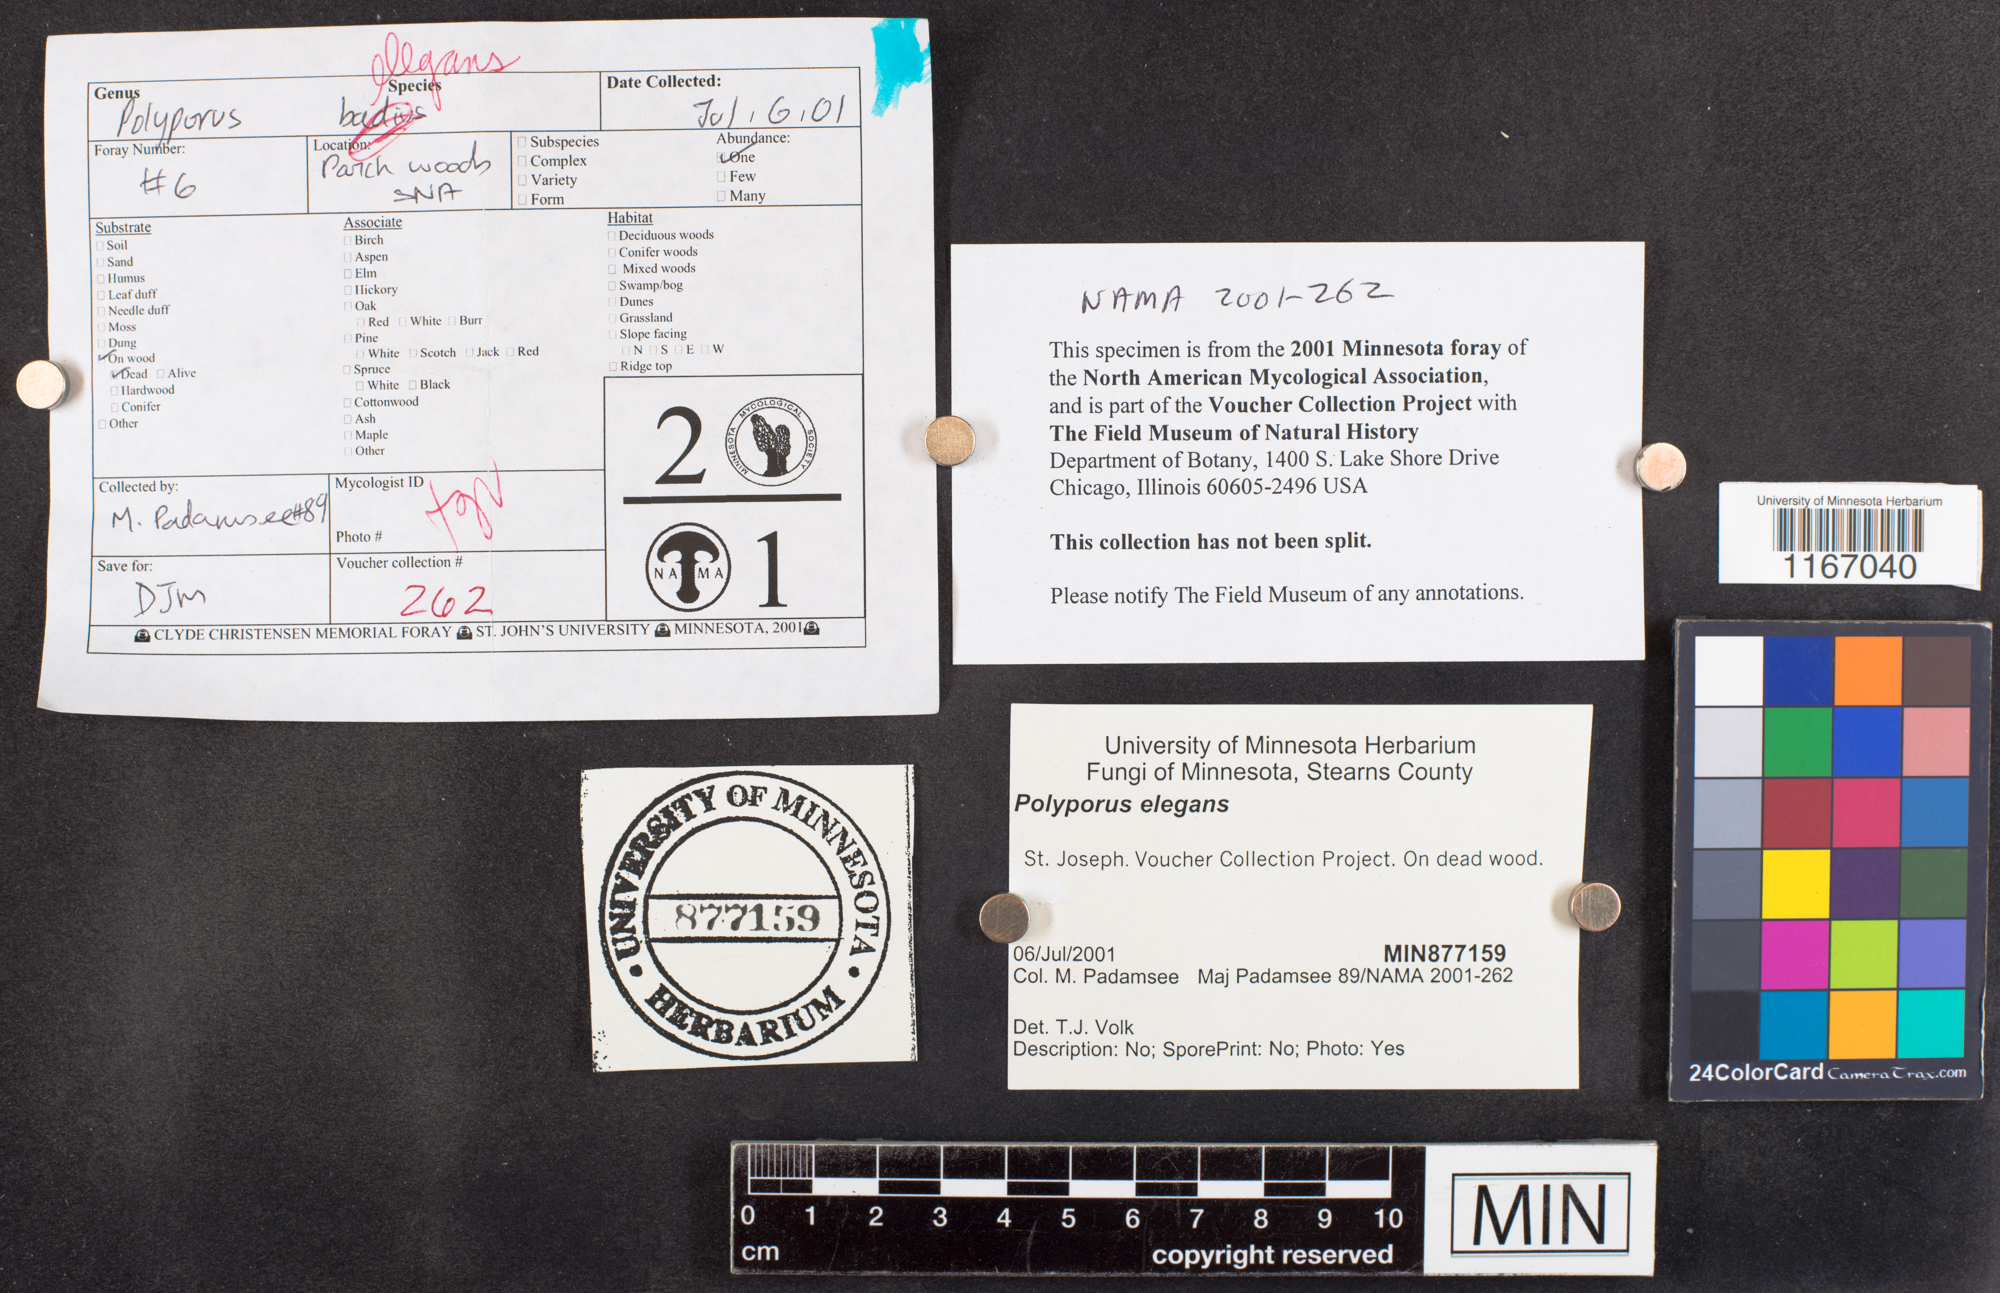 elegans
Genus Species Date Collected:
Polyporus badius Jul, 6, 01
Foray Number: Location:
#6 Parch woods
SNA
☐ Subspecies
☐ Complex
☐ Variety
☐ Form
Abundance:
☑ One
☐ Few
☐ Many
Substrate
☐ Soil
☐ Sand
☐ Humus
☐ Leaf duff
☐ Needle duff
☐ Moss
☐ Dung
☑ On wood
☑ Dead ☐ Alive
☐ Hardwood
☐ Conifer
☐ Other
Associate
☐ Birch
☐ Aspen
☐ Elm
☐ Hickory
☐ Oak
☐ Red ☐ White ☐ Burr
☐ Pine
☐ White ☐ Scotch ☐ Jack ☐ Red
☐ Spruce
☐ White ☐ Black
☐ Cottonwood
☐ Ash
☐ Maple
☐ Other
Habitat
☐ Deciduous woods
☐ Conifer woods
☐ Mixed woods
☐ Swamp/bog
☐ Dunes
☐ Grassland
☐ Slope facing
☐ N ☐ S ☐ E ☐ W
☐ Ridge top
2
MINNESOTA MYCOLOGICAL SOCIETY
NAMA
1
Collected by:
M. Padamsee #89
Mycologist ID
TJV
Photo #
Save for:
DJM
Voucher collection #
262
CLYDE CHRISTENSEN MEMORIAL FORAY ST. JOHN'S UNIVERSITY MINNESOTA, 2001
NAMA 2001-262
This specimen is from the 2001 Minnesota foray of
the North American Mycological Association,
and is part of the Voucher Collection Project with
The Field Museum of Natural History
Department of Botany, 1400 S. Lake Shore Drive
Chicago, Illinois 60605-2496 USA
This collection has not been split.
Please notify The Field Museum of any annotations.
University of Minnesota Herbarium
1167040
UNIVERSITY OF MINNESOTA
877159
HERBARIUM
University of Minnesota Herbarium
Fungi of Minnesota, Stearns County
Polyporus elegans
St. Joseph. Voucher Collection Project. On dead wood.
06/Jul/2001 MIN877159
Col. M. Padamsee Maj Padamsee 89/NAMA 2001-262
Det. T.J. Volk
Description: No; SporePrint: No; Photo: Yes
24ColorCard CameraTrax.com
0 1 2 3 4 5 6 7 8 9 10
cm copyright reserved
MIN